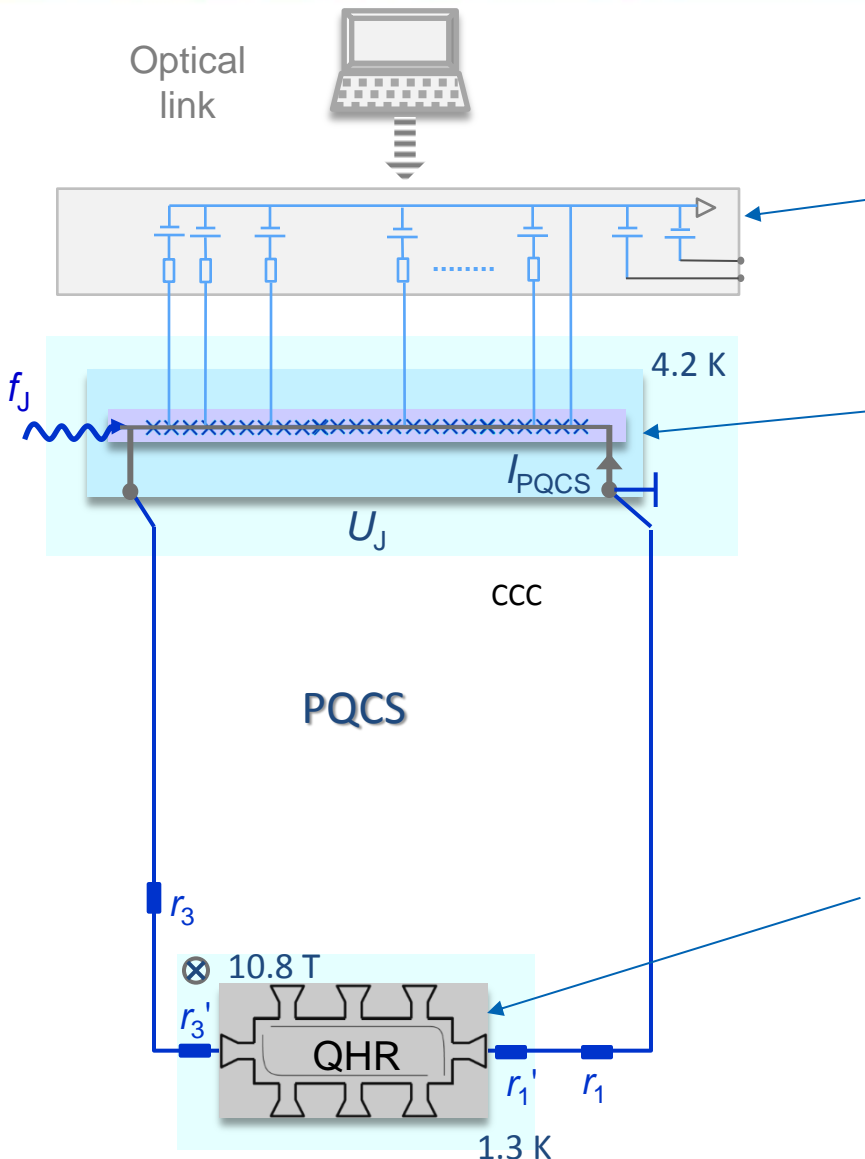 Optical
link
4.2 K
fJ
IPQCS
UJ
CCC
PQCS
r3
10.8 T
r3'
QHR
r1' r1
1.3 K